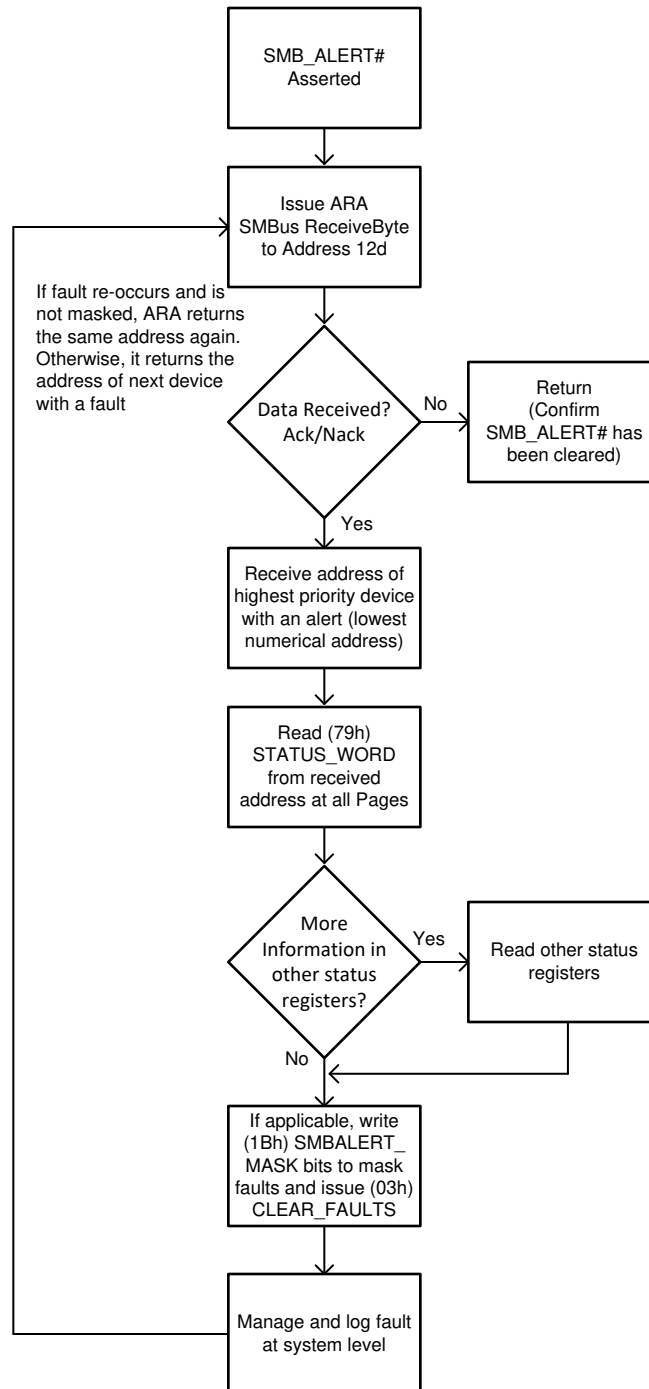 SMB_ALERT#
Asserted
Issue ARA
SMBus ReceiveByte
to Address 12d
If fault re-occurs and is
not masked, ARA returns
the same address again.
Otherwise, it returns the
address of next device
with a fault
Data Received?
Ack/Nack
No
Return
(Confirm
SMB_ALERT# has
been cleared)
Yes
Receive address of
highest priority device
with an alert (lowest
numerical address)
Read (79h)
STATUS_WORD
from received
address at all Pages
More
Information in
other status
registers?
Yes
Read other status
registers
No
If applicable, write
(1Bh) SMBALERT_
MASK bits to mask
faults and issue (03h)
CLEAR_FAULTS
Manage and log fault
at system level